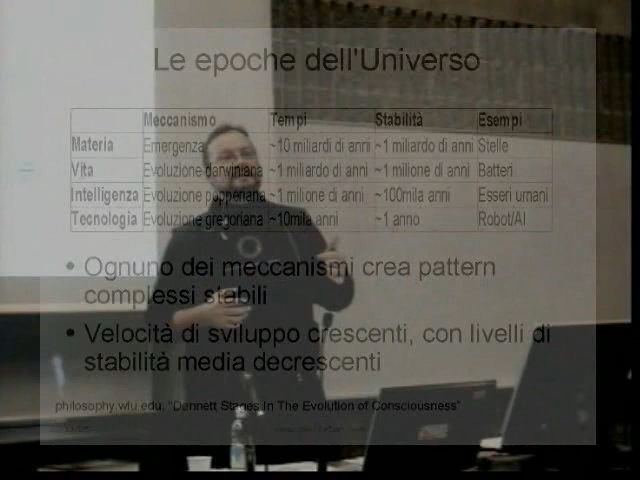 Le epoche dell'Universo
Meccanismo Tempi Stabilità Esempi
Materia Emergenza ~10 miliardi di anni ~1 miliardo di anni Stelle
Vita Evoluzione darwiniana ~1 miliardo di anni ~1 milione di anni Batteri
Intelligenza Evoluzione popperiana ~1 milione di anni ~100mila anni Esseri umani
Tecnologia Evoluzione gregoriana ~10mila anni ~1 anno Robot/AI
• Ognuno dei meccanismi crea pattern
complessi stabili
• Velocità di sviluppo crescenti, con livelli di
stabilità media decrescenti
philosophy.wlu.edu, "Dennett Stages In The Evolution of Consciousness"